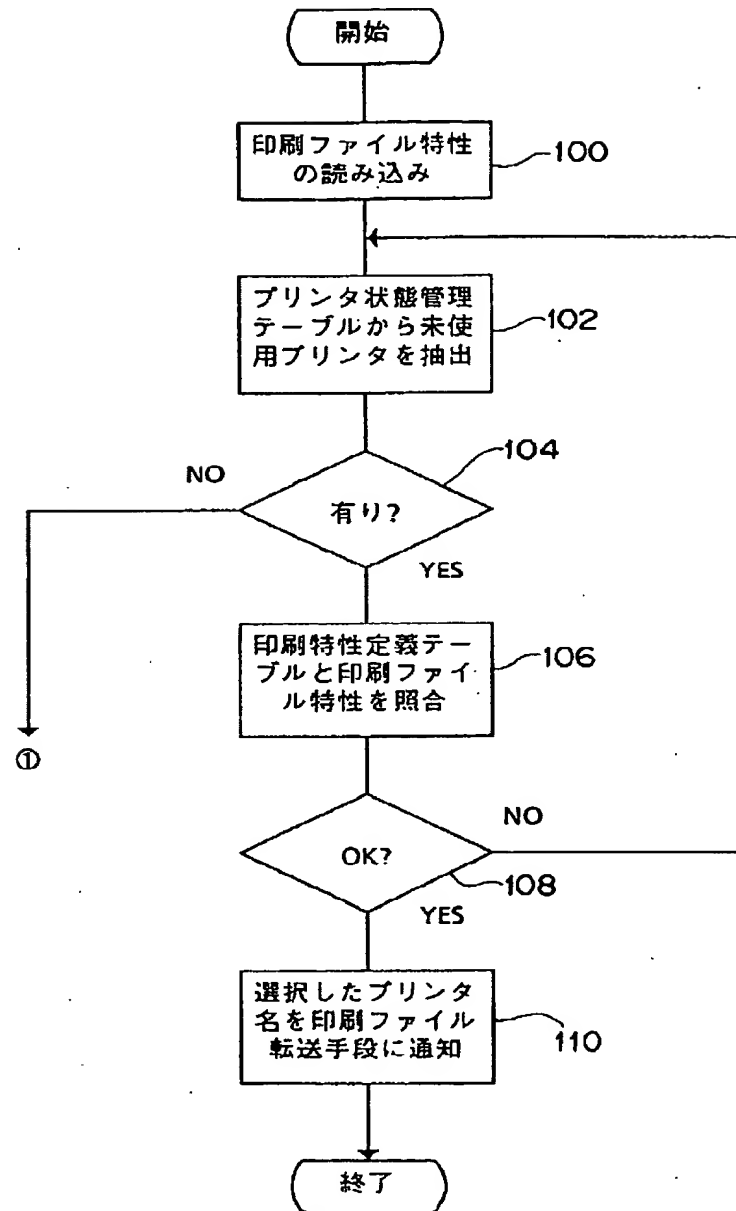 開始
印刷ファイル特性
の読み込み
100
プリンタ状態管理
テーブルから未使
用プリンタを抽出
102
104
NO
有り?
YES
印刷特性定義テー
ブルと印刷ファイ
ル特性を照合
106
①
NO
OK?
108
YES
選択したプリンタ
名を印刷ファイル
転送手段に通知
110
終了